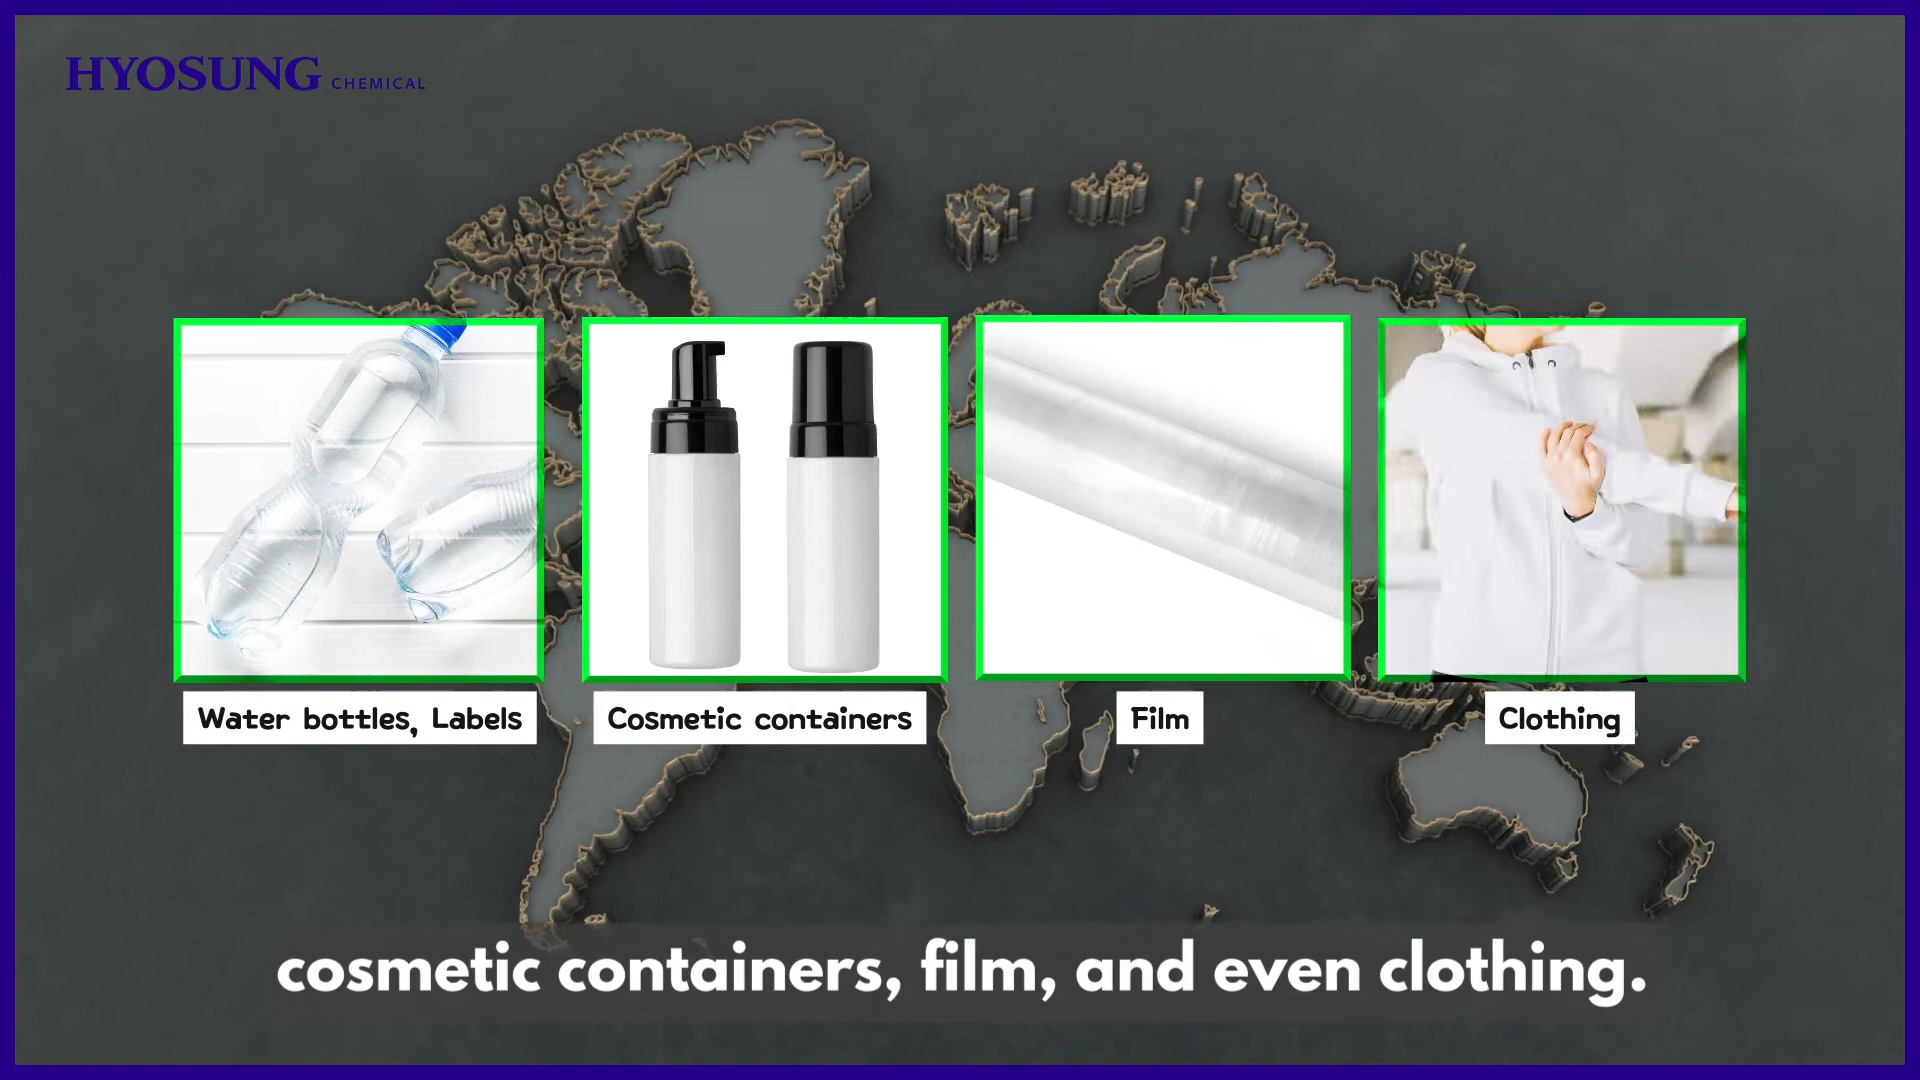 HYOSUNG CHEMICAL
Water bottles, Labels
Cosmetic containers
Film
Clothing
cosmetic containers, film, and even clothing.